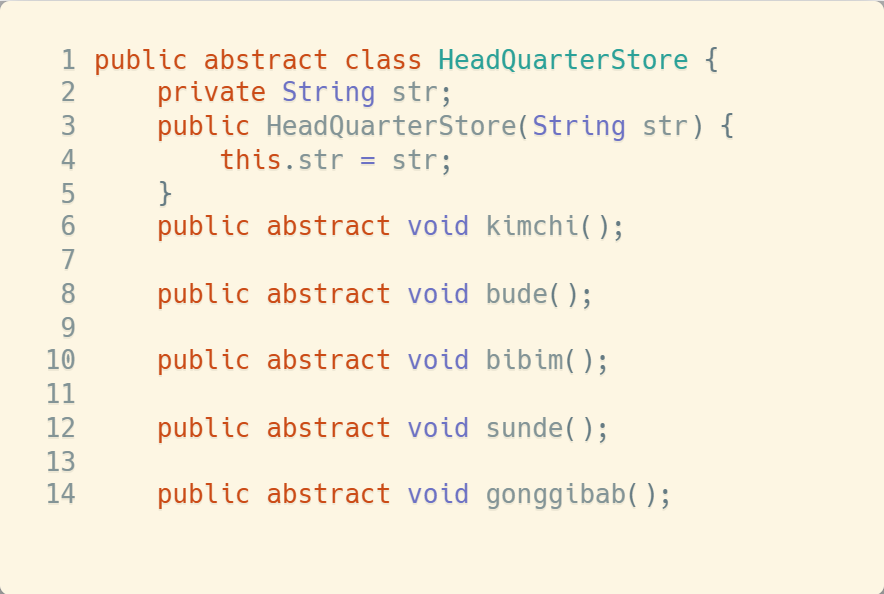 1 public abstract class HeadQuarterStore {
2     private String str;
3     public HeadQuarterStore(String str) {
4         this.str = str;
5     }
6     public abstract void kimchi();
7
8     public abstract void bude();
9
10     public abstract void bibim();
11
12     public abstract void sunde();
13
14     public abstract void gonggibab();